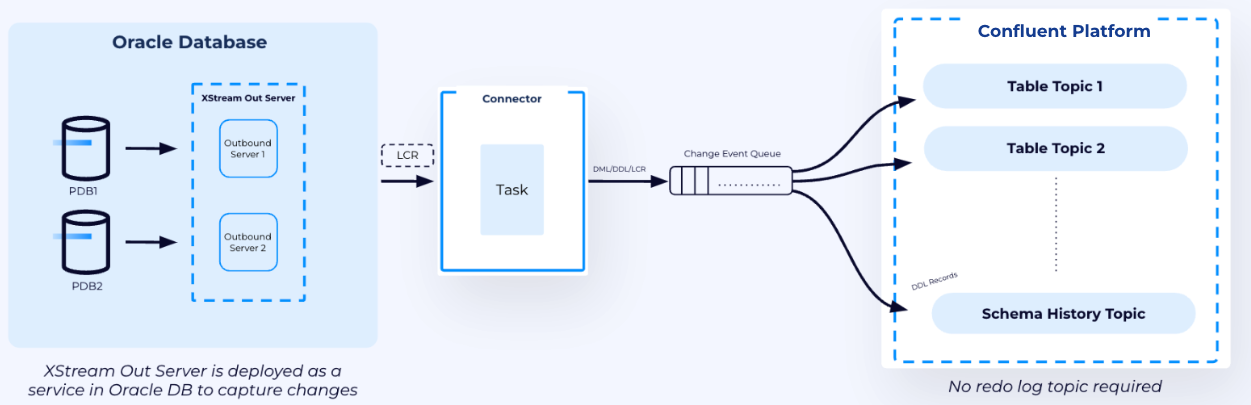 Oracle Database
XStream Out Server
Outbound
Server 1
PDB1
Outbound
Server 2
PDB2
XStream Out Server is deployed as a
service in Oracle DB to capture changes
LCR
Connector
Task
DML/DDL/LCR
Change Event Queue
Confluent Platform
Table Topic 1
Table Topic 2
DDL Records
Schema History Topic
No redo log topic required